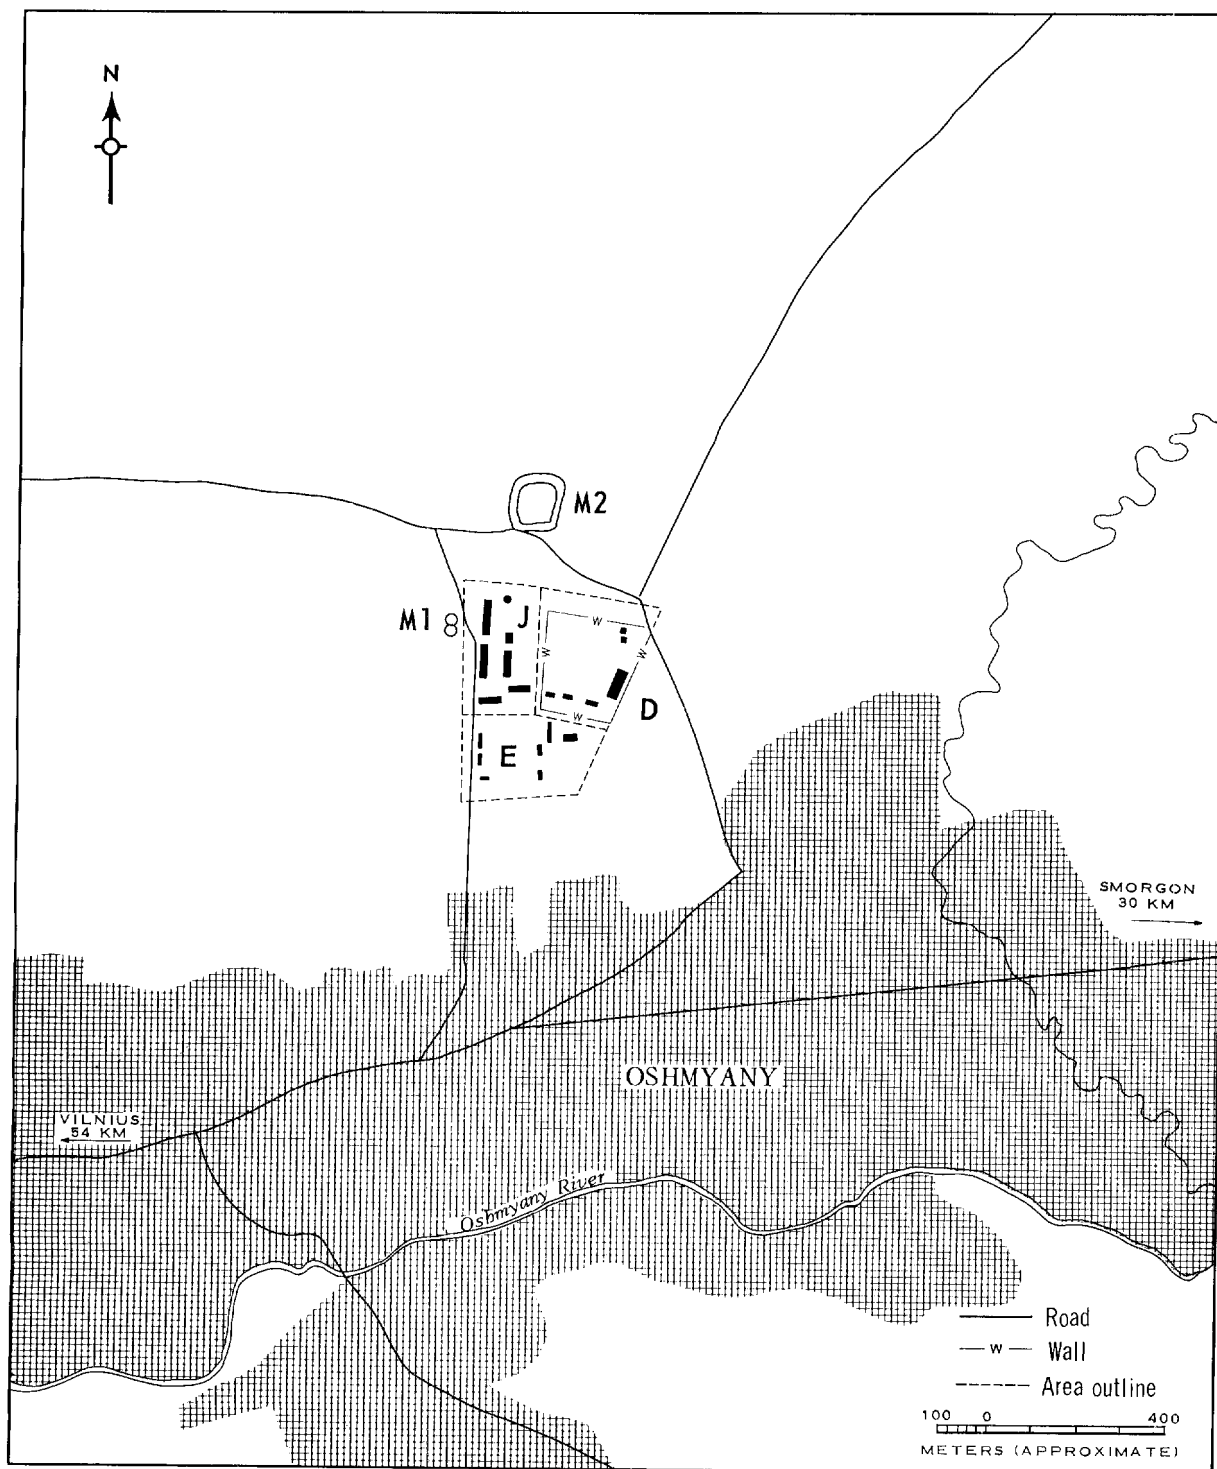 N
M2
M1
8
J
W
W
W
D
W
E
SMORGON
30 KM
OSHMYANY
VILNIUS
54 KM
Oshmyany River
Road
W Wall
Area outline
100 0 400
METERS (APPROXIMATE)